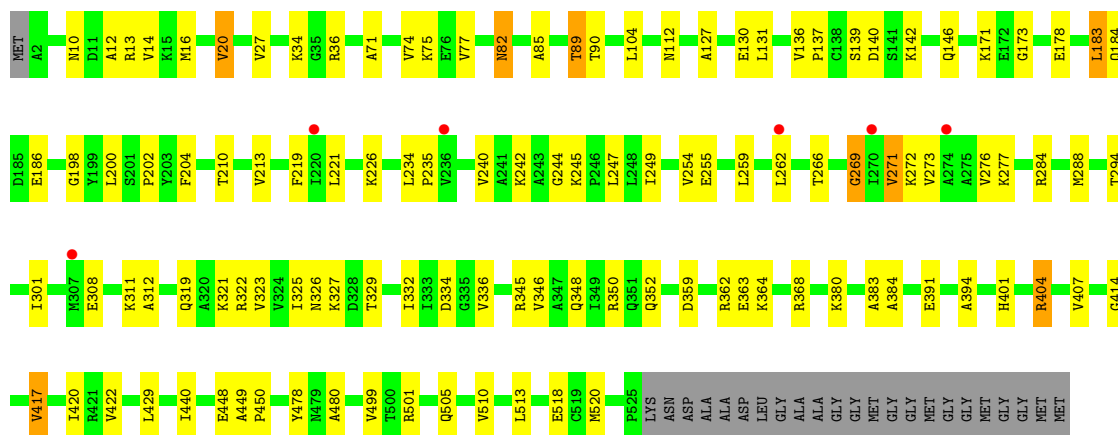 MET A2 N10 D11 A12 R13 V14 K15 M16 V20 V27 K34 G35 R36 A71 V74 K75 E76 V77 N82 A85 T89 T90 L104 N112 A127 E130 L131 V136 P137 C138 S139 D140 S141 K142 Q146 K171 E172 G173 E178 L183 Q184
D185 E186 G198 Y199 L200 S201 P202 Y203 F204 T210 V213 F219 I220 L221 K226 L234 P235 V236 V240 A241 K242 A243 G244 K245 P246 L247 L248 I249 V254 E255 L259 L262 T266 G269 I270 V271 K272 V273 A274 A275 V276 K277 R284 M288 T294
I301 M307 E308 K311 A312 Q319 A320 K321 R322 V323 V324 I325 N326 K327 D328 T329 I332 I333 D334 G335 V336 R345 V346 A347 Q348 I349 R350 Q351 Q352 D359 R362 E363 K364 R368 K380 A383 A384 E391 A394 H401 R404 V407 G414
V417 I420 R421 V422 L429 I440 E448 A449 P450 Y478 N479 A480 V499 T500 R501 Q505 V510 L513 E518 C519 M520 P525 LYS ASN ASP ALA ALA ASP LEU GLY ALA ALA GLY GLY MET GLY GLY MET GLY GLY MET GLY GLY MET MET